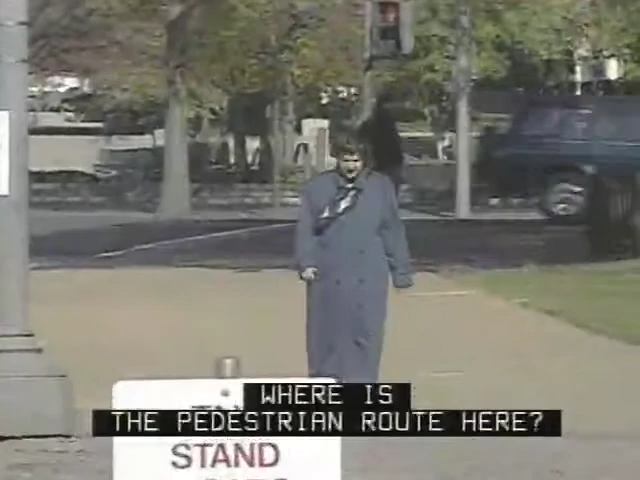 WHERE IS
THE PEDESTRIAN ROUTE HERE?
STAND